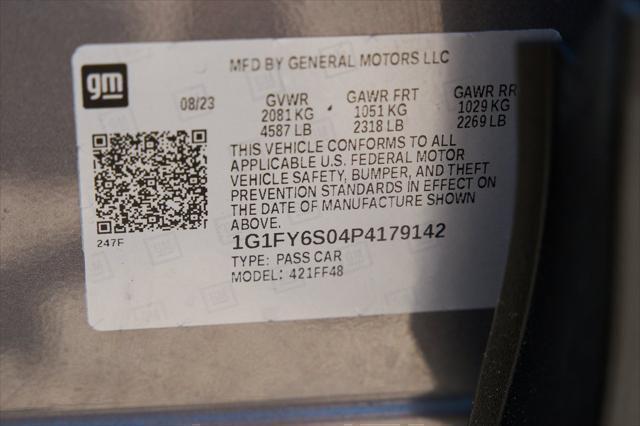 gm
MFD BY GENERAL MOTORS LLC
08/23 GVWR GAWR FRT GAWR RR
2081 KG 1051 KG 1029 KG
4587 LB 2318 LB 2269 LB
THIS VEHICLE CONFORMS TO ALL
APPLICABLE U.S. FEDERAL MOTOR
VEHICLE SAFETY, BUMPER, AND THEFT
PREVENTION STANDARDS IN EFFECT ON
THE DATE OF MANUFACTURE SHOWN
ABOVE.
247F
1G1FY6S04P4179142
TYPE: PASS CAR
MODEL: 421FF48